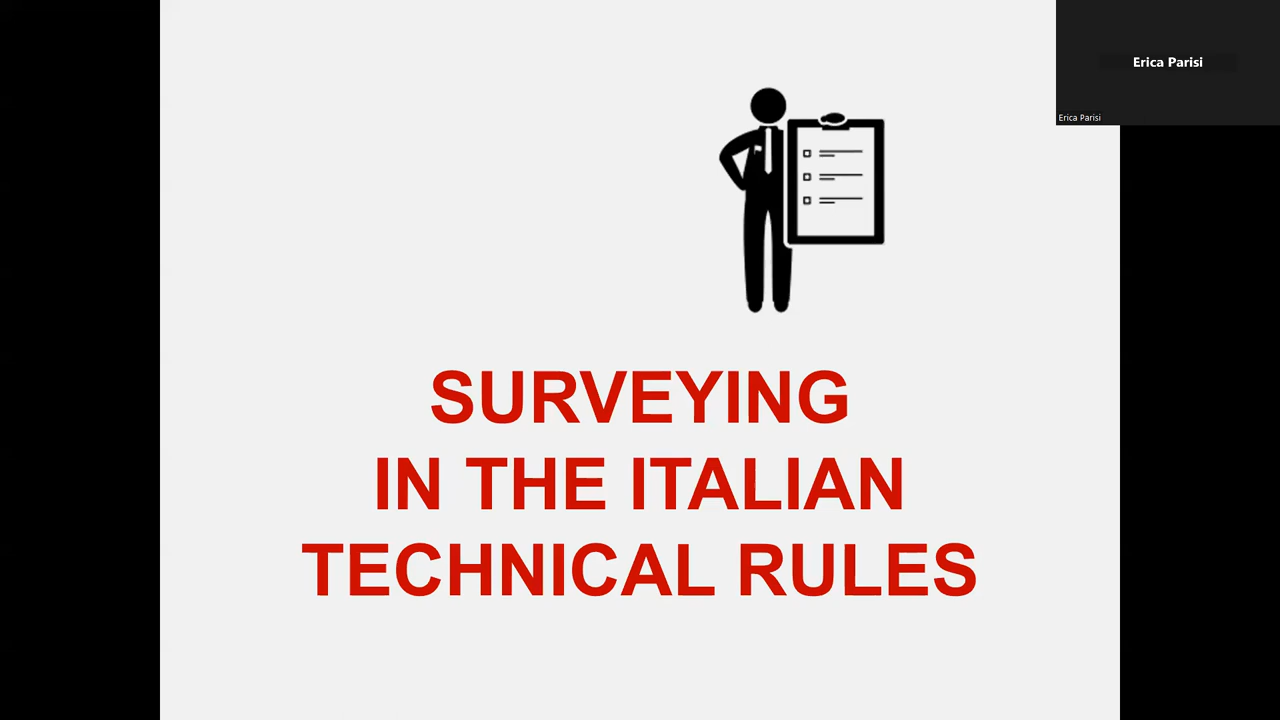 Erica Parisi
Erica Parisi
SURVEYING
IN THE ITALIAN
TECHNICAL RULES